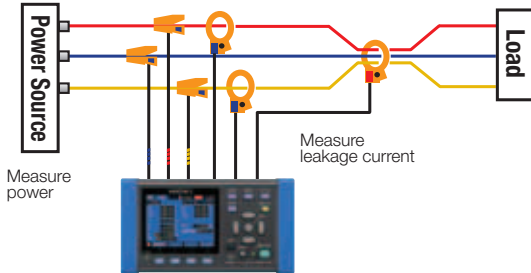 Power Source
Load
Measure
leakage current
Measure
power